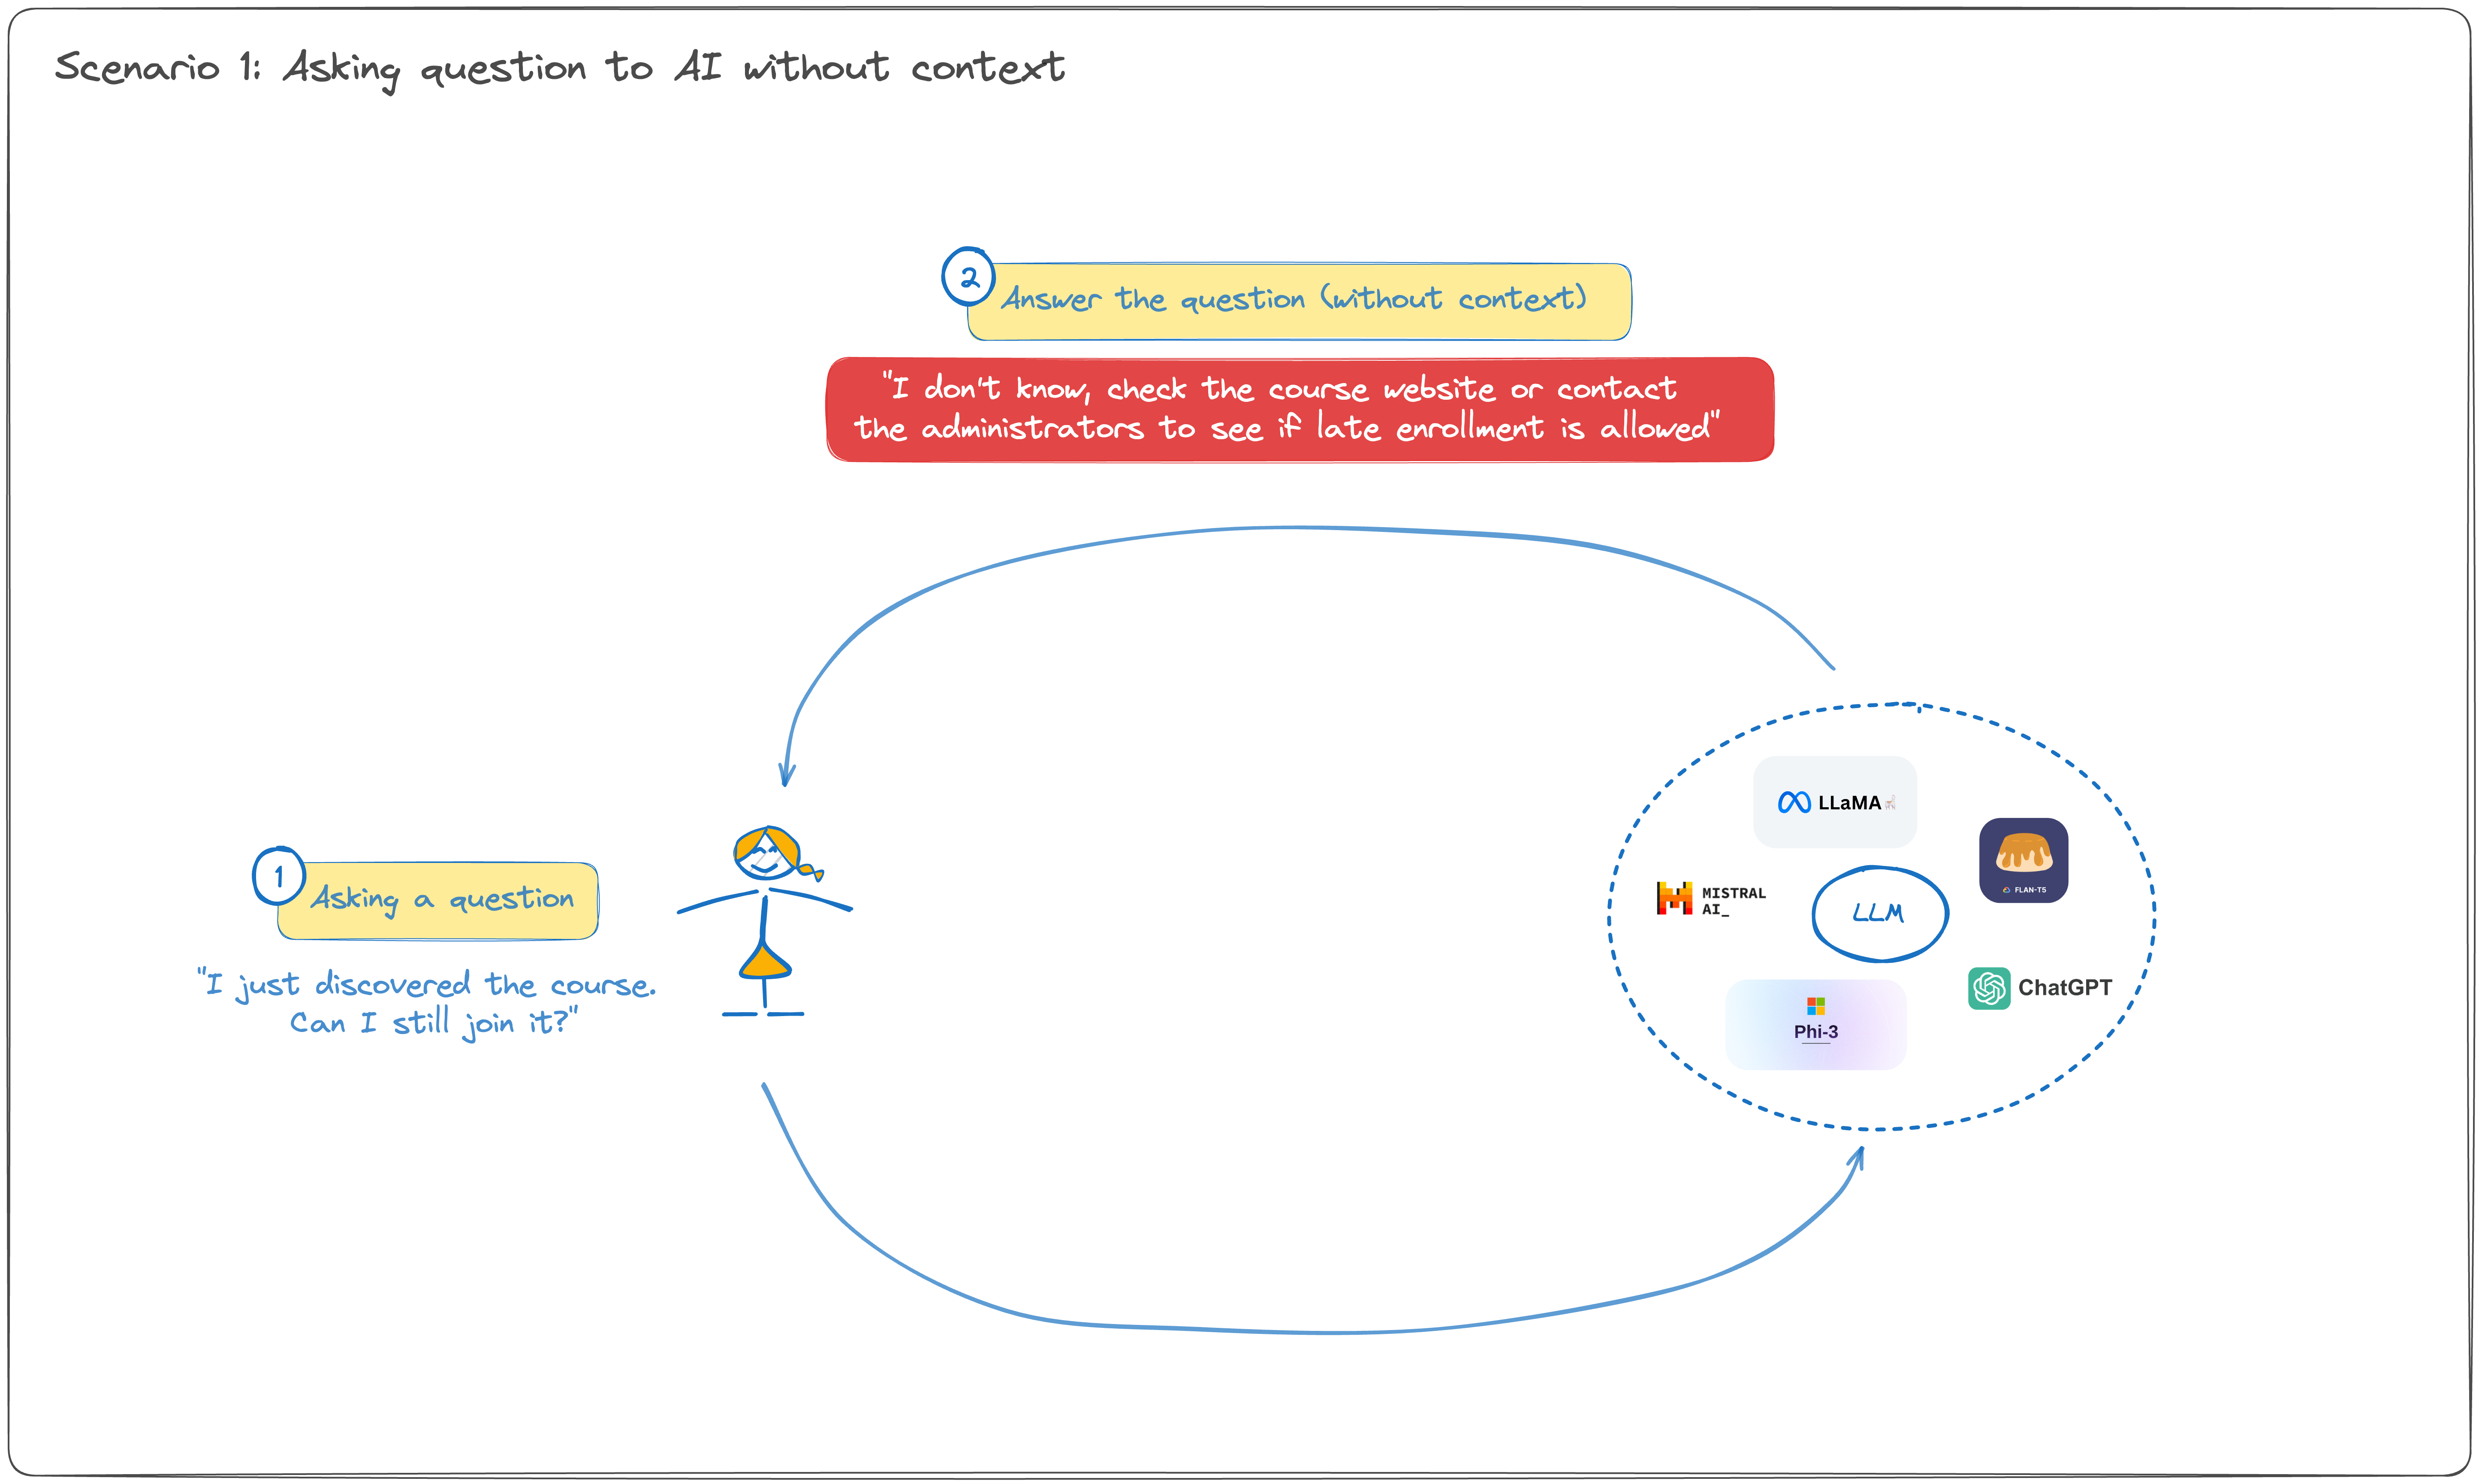 Scenario 1: Asking question to AI without context
2
Answer the question (without context)
"I don't know, check the course website or contact
the administrators to see if late enrollment is allowed"
1
Asking a question
"I just discovered the course.
Can I still join it?"
LLaMA
FLAN-T5
MISTRAL
AI_
LLM
ChatGPT
Phi-3